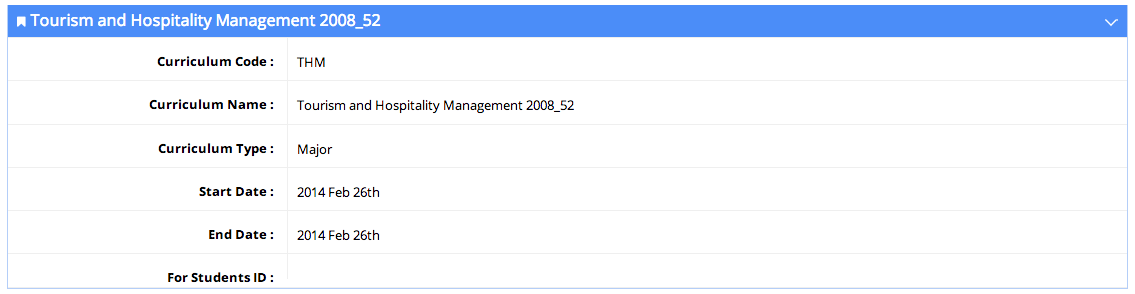 Tourism and Hospitality Management 2008_52
Curriculum Code : THM
Curriculum Name : Tourism and Hospitality Management 2008_52
Curriculum Type : Major
Start Date : 2014 Feb 26th
End Date : 2014 Feb 26th
For Students ID :